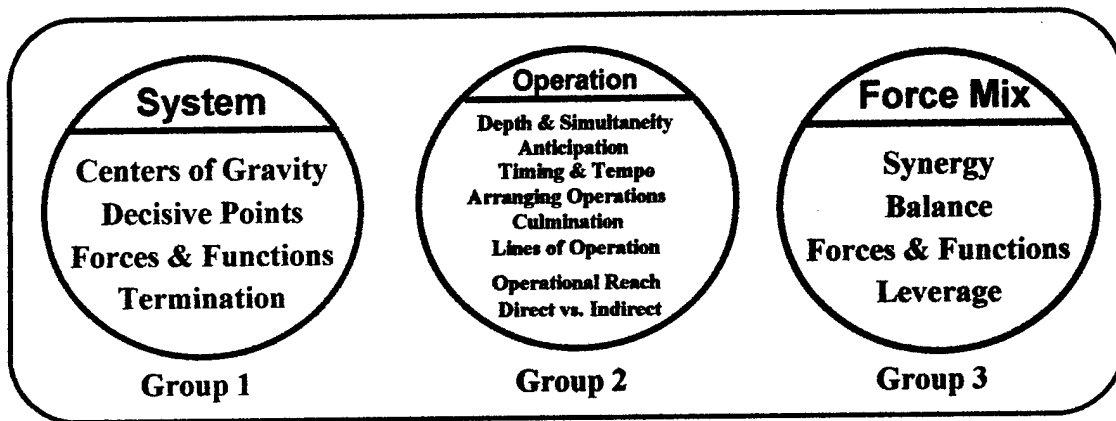 System
Centers of Gravity
Decisive Points
Forces & Functions
Termination
Group 1
Operation
Depth & Simultaneity
Anticipation
Timing & Tempo
Arranging Operations
Culmination
Lines of Operation
Operational Reach
Direct vs. Indirect
Group 2
Force Mix
Synergy
Balance
Forces & Functions
Leverage
Group 3